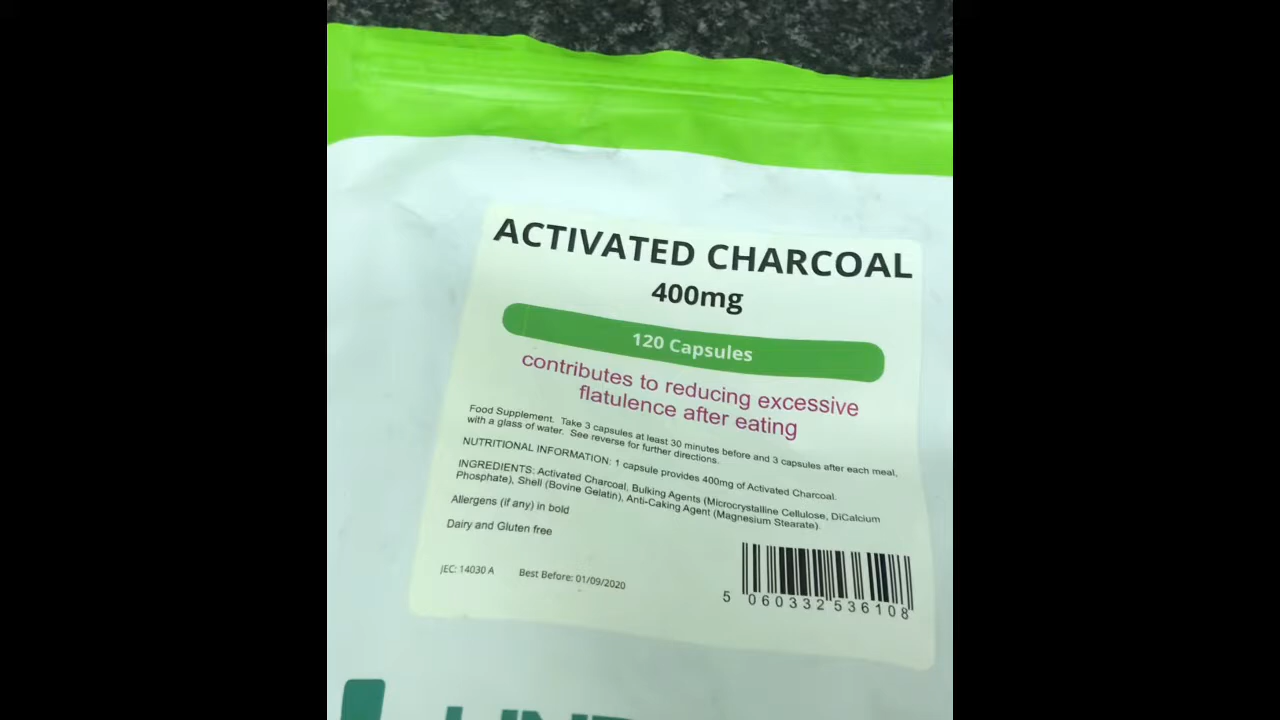 ACTIVATED CHARCOAL
400mg
120 Capsules
contributes to reducing excessive
flatulence after eating
Food Supplement. Take 3 capsules at least 30 minutes before and 3 capsules after each meal,
with a glass of water. See reverse for further directions.
NUTRITIONAL INFORMATION: 1 capsule provides 400mg of Activated Charcoal.
INGREDIENTS: Activated Charcoal, Bulking Agents (Microcrystalline Cellulose, DiCalcium
Phosphate), Shell (Bovine Gelatin), Anti-Caking Agent (Magnesium Stearate).
Allergens (if any) in bold
Dairy and Gluten free
JEC: 14030 A Best Before: 01/09/2020
5 060332 536108